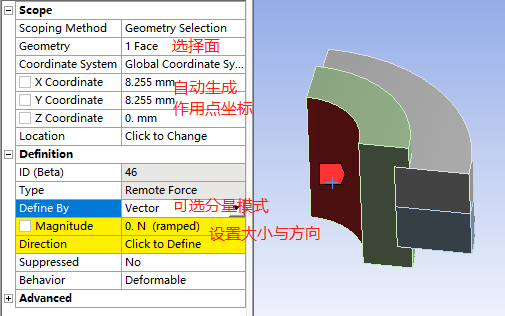 Scope
Scoping Method Geometry Selection
Geometry 1 Face 选择面
Coordinate System Global Coordinate Sy...
X Coordinate 8.255 mm 自动生成
Y Coordinate 8.255 mm 作用点坐标
Z Coordinate 0. mm
Location Click to Change
Definition
ID (Beta) 46
Type Remote Force
Define By Vector 可选分量模式
Magnitude 0. N (ramped)
Direction Click to Define 设置大小与方向
Suppressed No
Behavior Deformable
Advanced